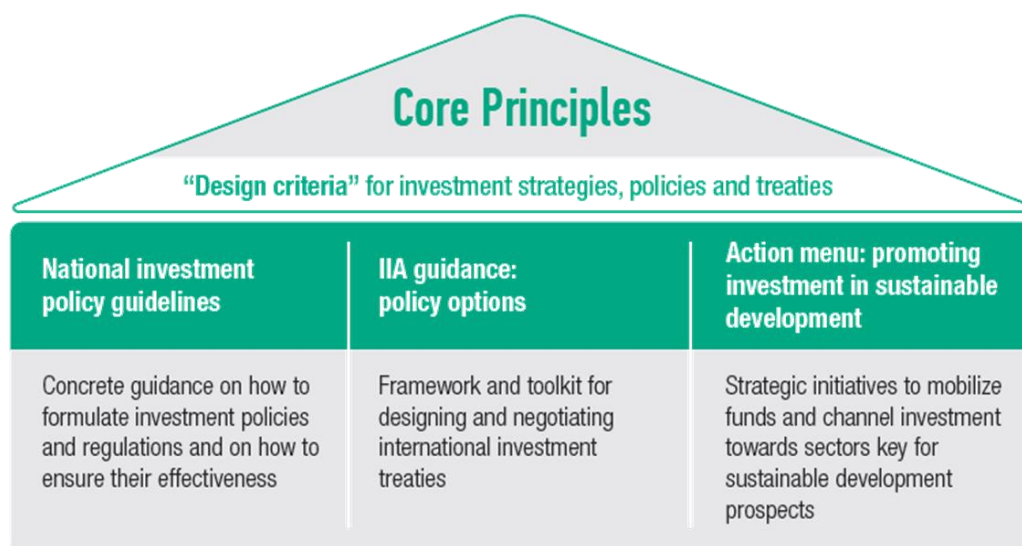 Core Principles
“Design criteria” for investment strategies, policies and treaties
National investment
policy guidelines
Concrete guidance on how to
formulate investment policies
and regulations and on how to
ensure their effectiveness
IIA guidance:
policy options
Framework and toolkit for
designing and negotiating
international investment
treaties
Action menu: promoting
investment in sustainable
development
Strategic initiatives to mobilize
funds and channel investment
towards sectors key for
sustainable development
prospects